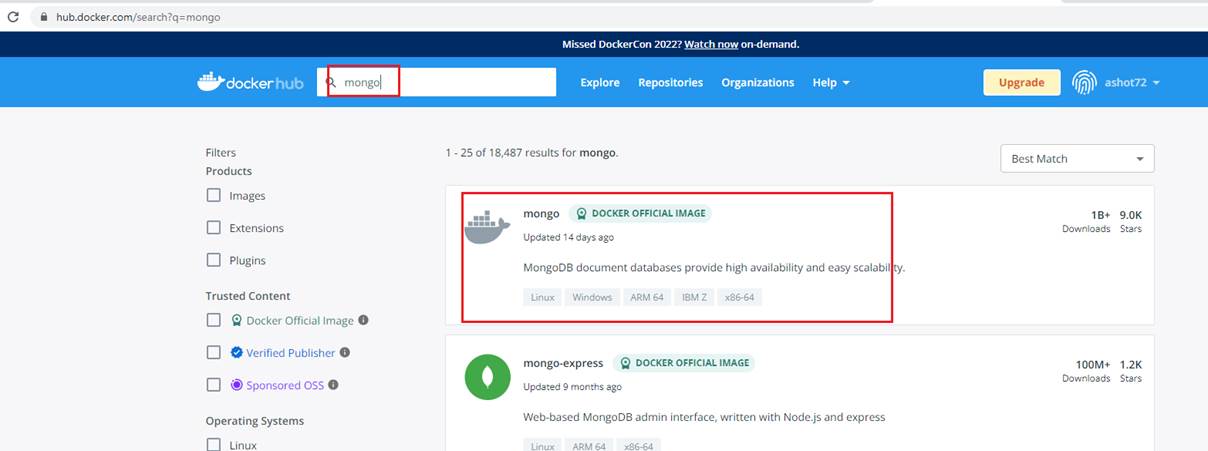 hub.docker.com/search?q=mongo
Missed DockerCon 2022? Watch now on-demand.
dockerhub
mongo
Explore
Repositories
Organizations
Help
Upgrade
ashot72
Filters
Products
Images
Extensions
Plugins
Trusted Content
Docker Official Image
Verified Publisher
Sponsored OSS
Operating Systems
Linux
1 - 25 of 18,487 results for mongo.
Best Match
mongo DOCKER OFFICIAL IMAGE
Updated 14 days ago
MongoDB document databases provide high availability and easy scalability.
Linux Windows ARM 64 IBM Z x86-64
1B+ 9.0K
Downloads Stars
mongo-express DOCKER OFFICIAL IMAGE
Updated 9 months ago
Web-based MongoDB admin interface, written with Node.js and express
Linux ARM 64 x86-64
100M+ 1.2K
Downloads Stars